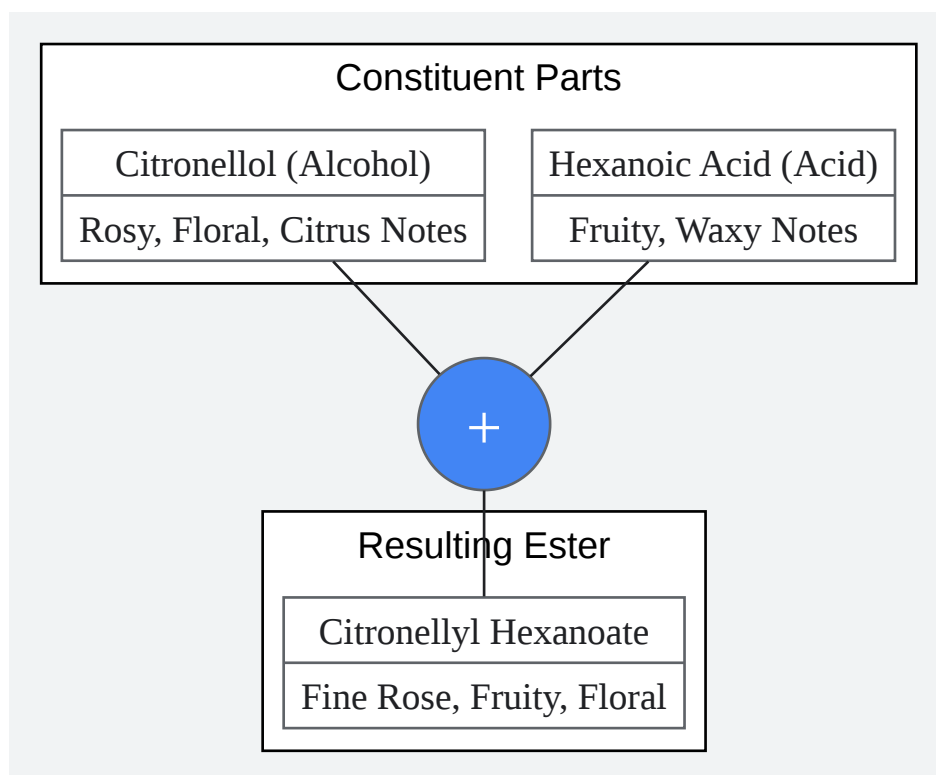 Constituent Parts
Citronellol (Alcohol)
Rosy, Floral, Citrus Notes
Hexanoic Acid (Acid)
Fruity, Waxy Notes
+
Resulting Ester
Citronellyl Hexanoate
Fine Rose, Fruity, Floral